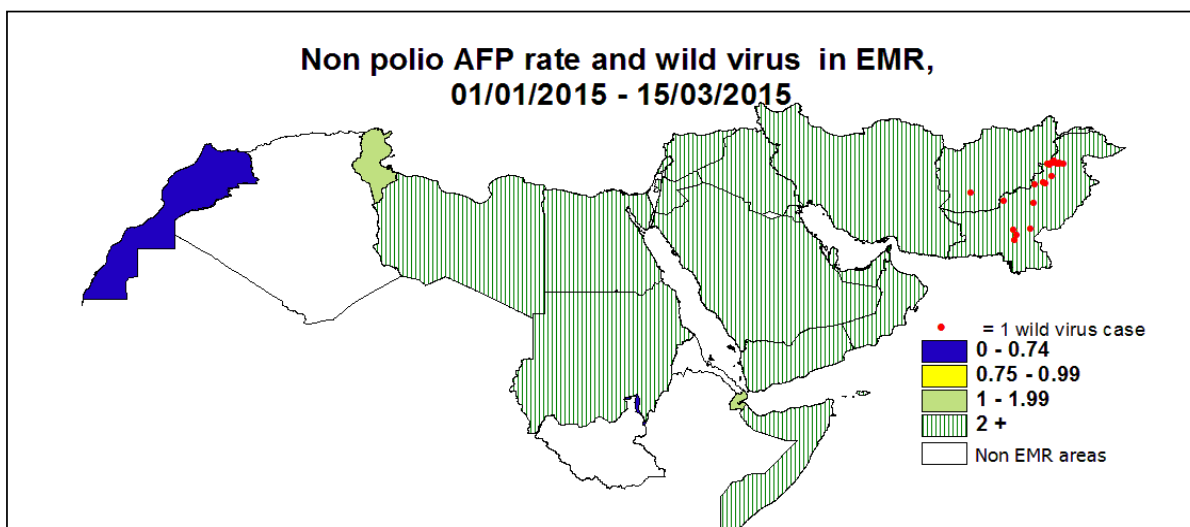 Non polio AFP rate and wild virus in EMR,
01/01/2015 - 15/03/2015
= 1 wild virus case
0 - 0.74
0.75 - 0.99
1 - 1.99
2 +
Non EMR areas